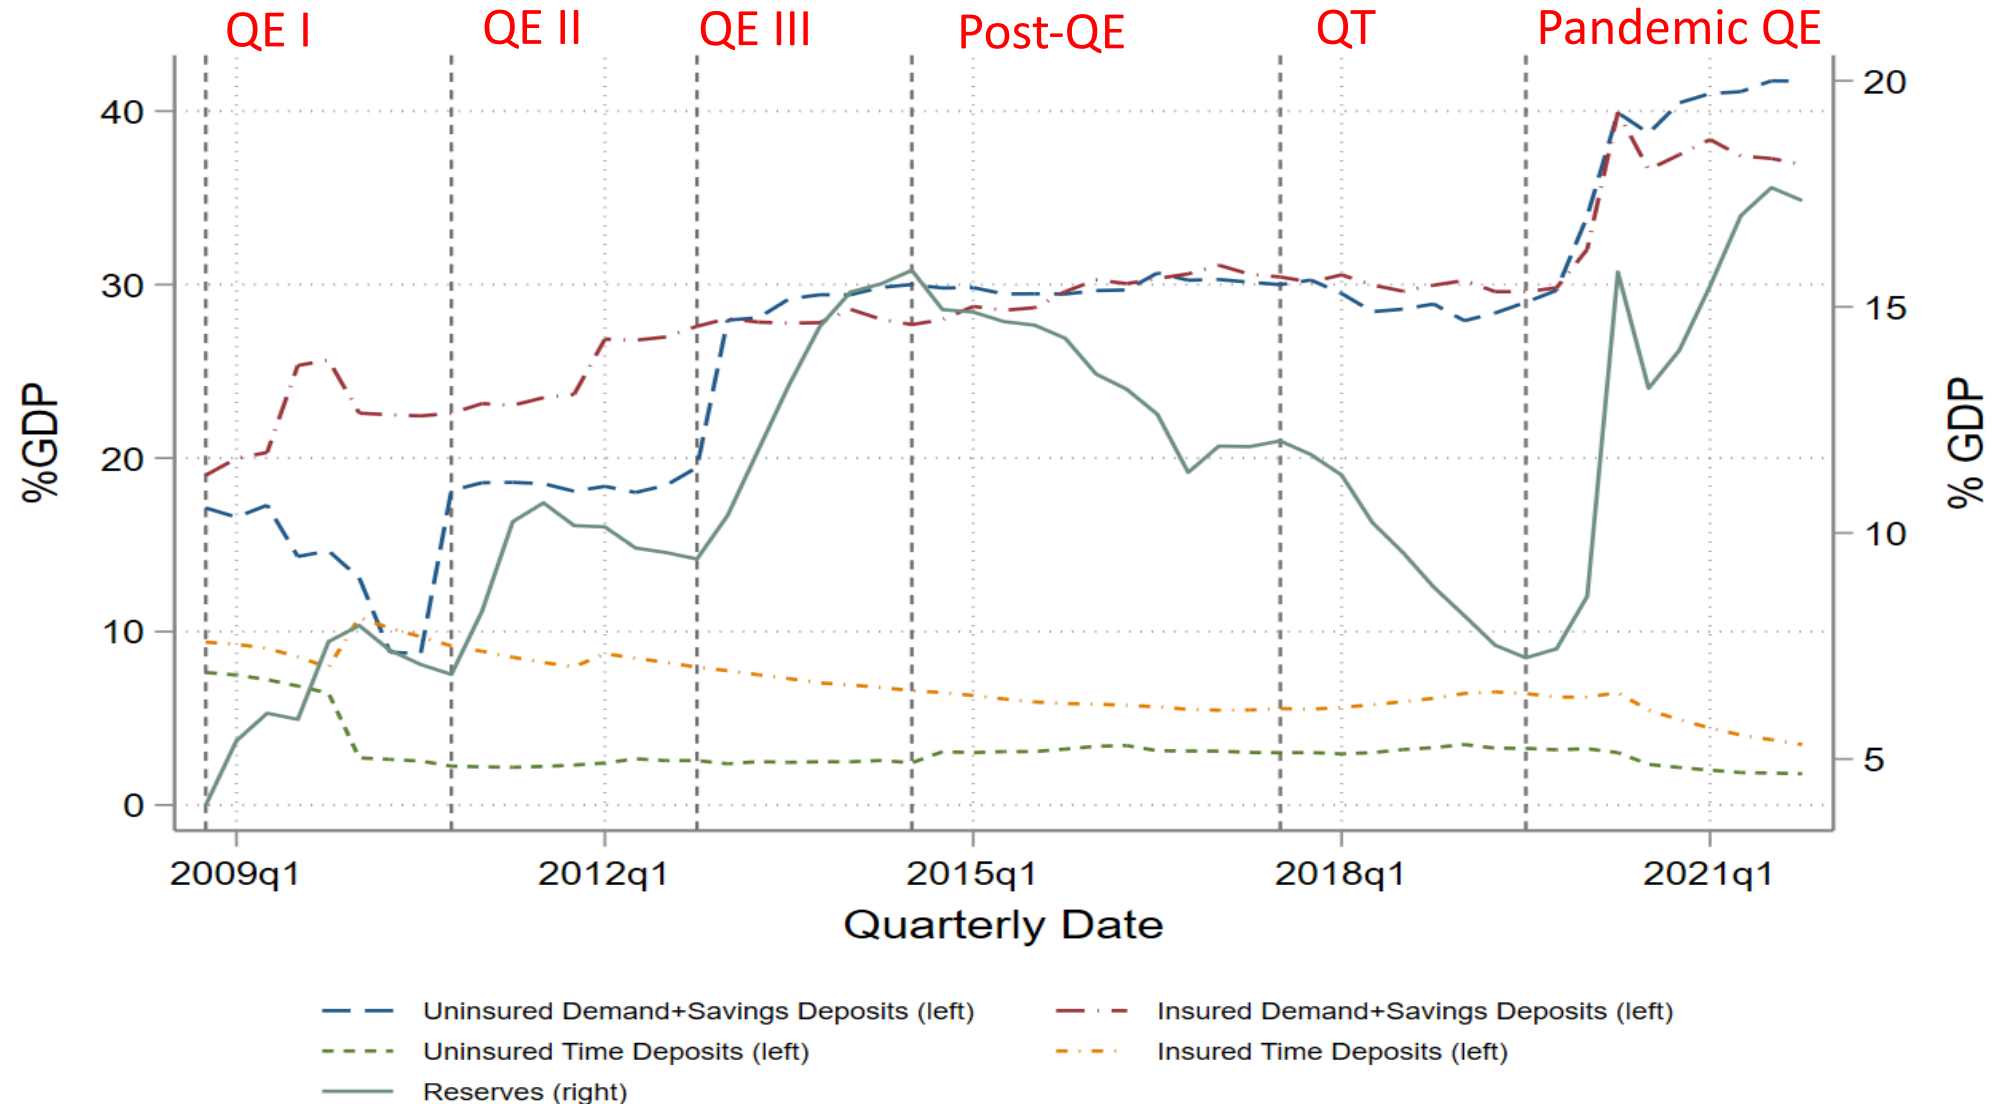 QE I QE II QE III Post-QE QT Pandemic QE
40
30
20
10
0
%GDP
20
15
10
5
% GDP
2009q1 2012q1 2015q1 2018q1 2021q1
Quarterly Date
Uninsured Demand+Savings Deposits (left) Insured Demand+Savings Deposits (left)
Uninsured Time Deposits (left) Insured Time Deposits (left)
Reserves (right)